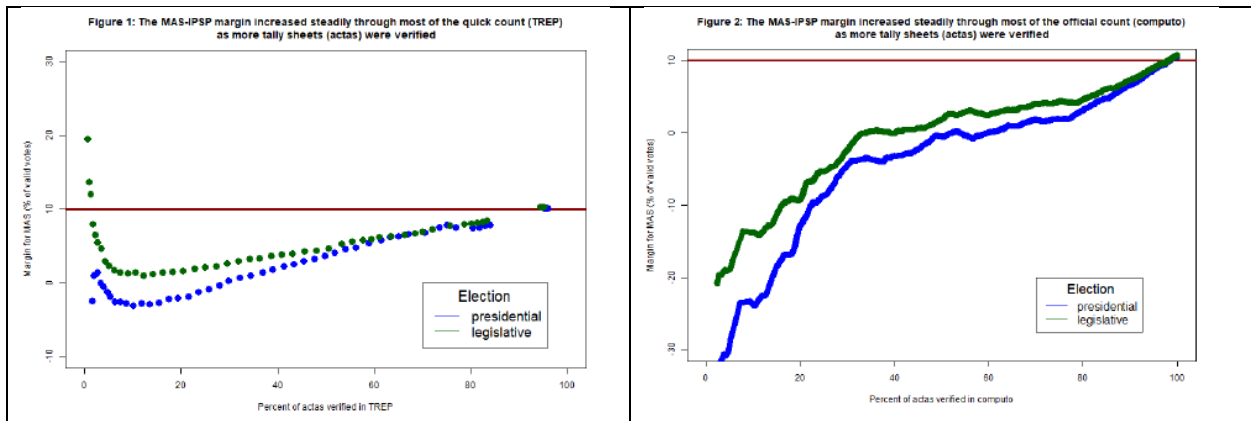 Figure 1: The MAS-IPSP margin increased steadily through most of the quick count (TREP)
as more tally sheets (actas) were verified
Margin for MAS (% of valid votes)
30
20
10
0
-10
Election
presidential
legislative
0 20 40 60 80 100
Percent of actas verified in TREP
Figure 2: The MAS-IPSP margin increased steadily through most of the official count (computo)
as more tally sheets (actas) were verified
Margin for MAS (% of valid votes)
10
0
-10
-20
-30
Election
presidential
legislative
0 20 40 60 80 100
Percent of actas verified in computo